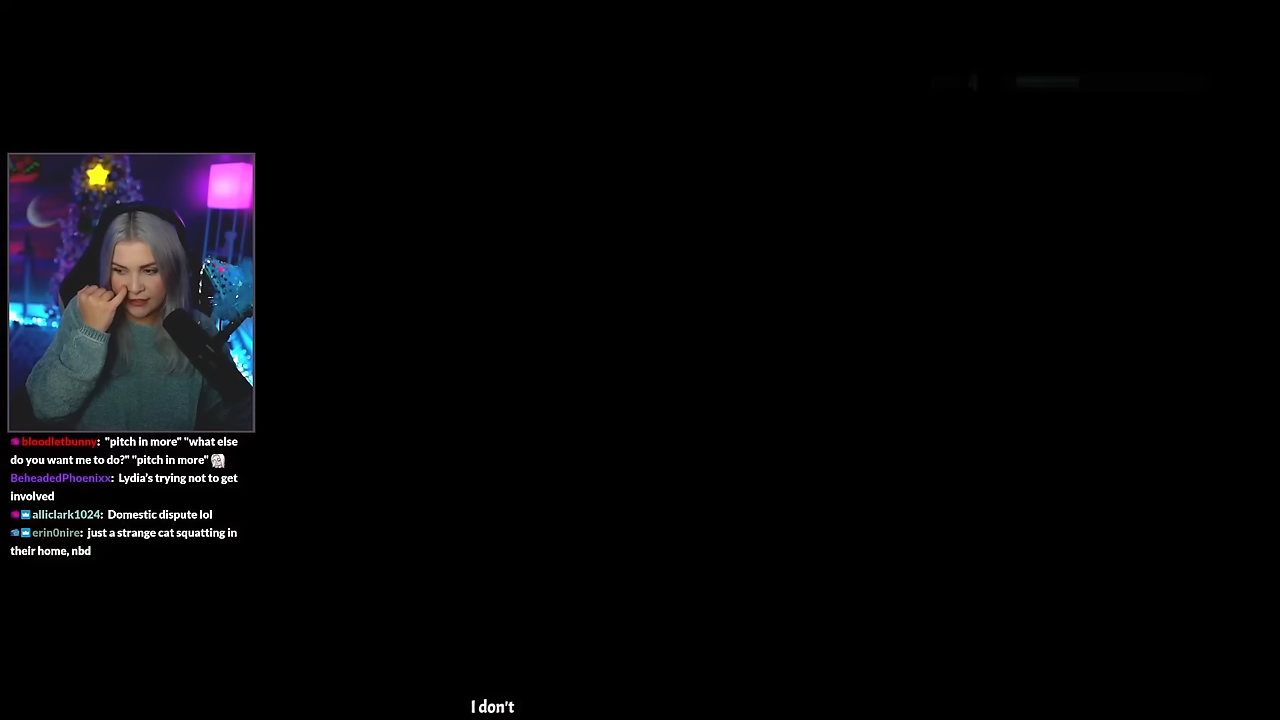 bloodletbunny: "pitch in more" "what else
do you want me to do?" "pitch in more"
BeheadedPhoenixx: Lydia's trying not to get
involved
alliclark1024: Domestic dispute lol
erin0nire: just a strange cat squatting in
their home, nbd
I don't